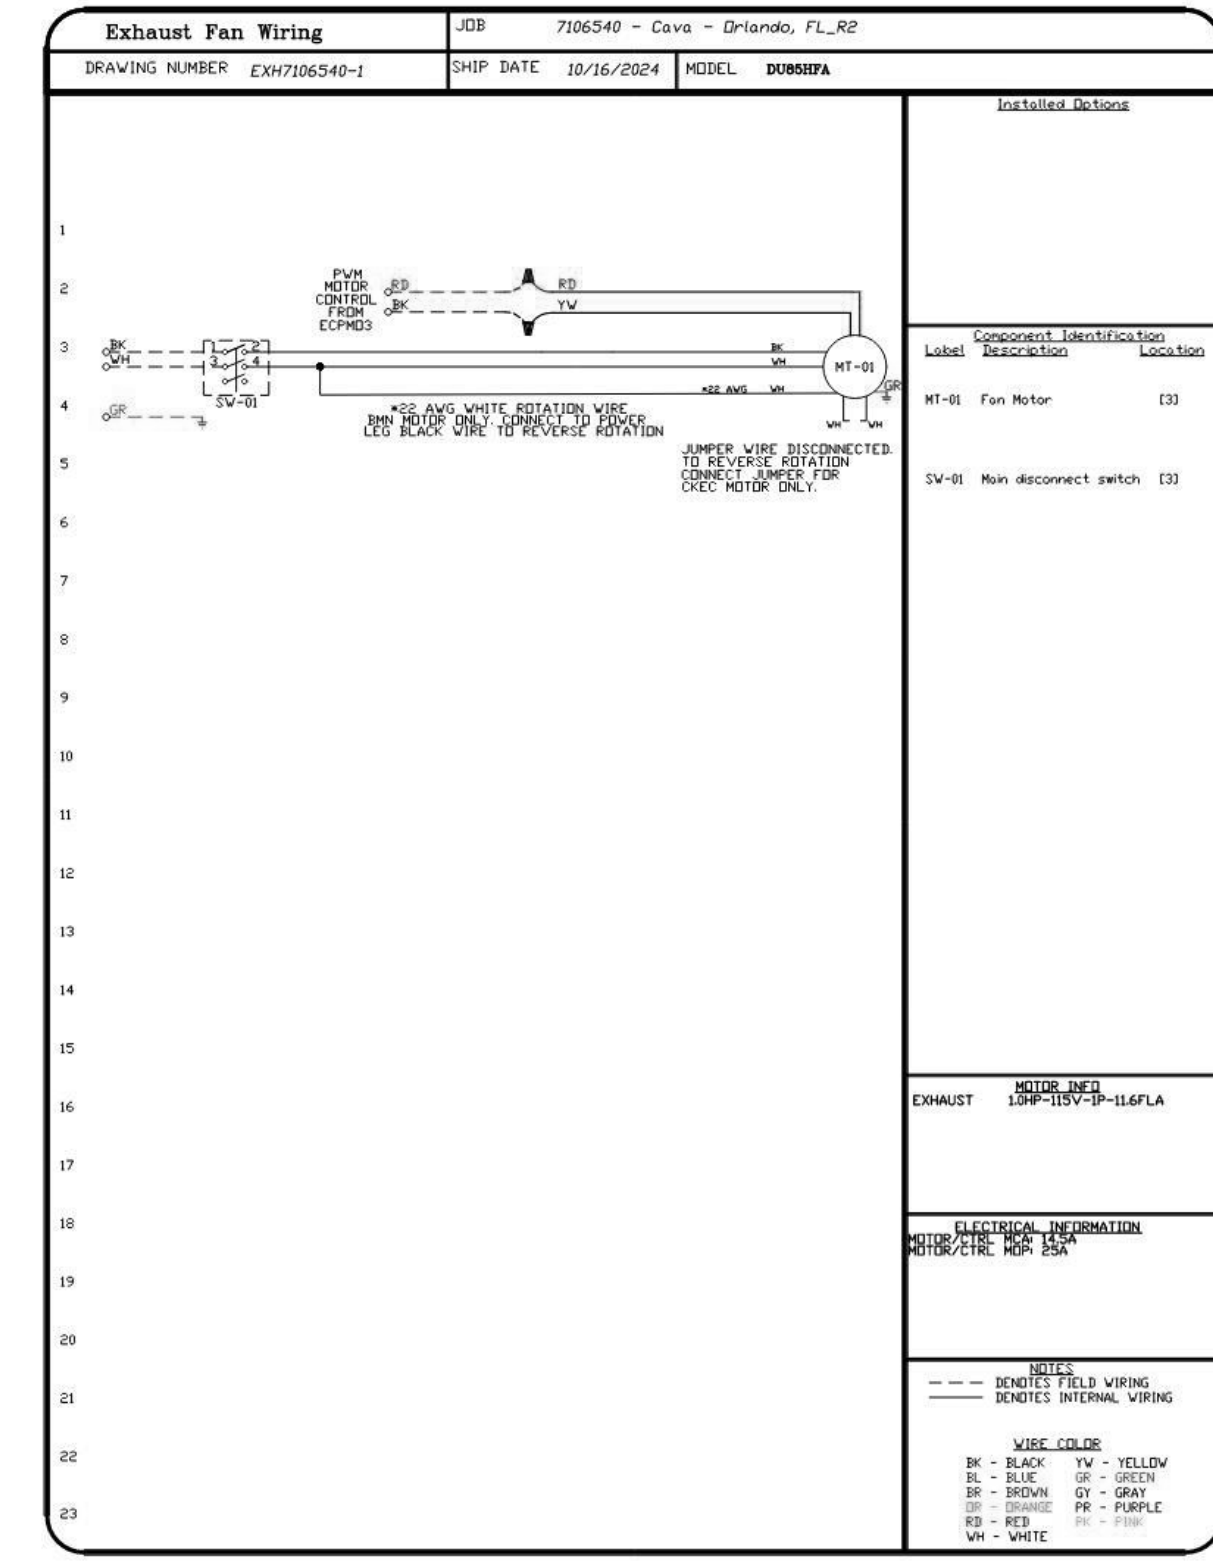 Exhaust Fan Wiring
JOB 7106540 - Cava - Orlando, FL_R2
DRAWING NUMBER EXH7106540-1
SHIP DATE 10/16/2024
MODEL DU85HFA
Installed Options
1
2
PWM
MOTOR
CONTROL
FROM
ECPM03
RD
BK
RD
YW
3
BK
WH
1 2
3 4
SW-01
BK
WH
MT-01
*22 AWG WH
GR
4
GR
*22 AWG WHITE ROTATION WIRE
BMN MOTOR ONLY. CONNECT TO POWER
LEG BLACK WIRE TO REVERSE ROTATION
WH WH
JUMPER WIRE DISCONNECTED.
TO REVERSE ROTATION
CONNECT JUMPER FOR
CKEC MOTOR ONLY.
5
6
7
8
9
10
11
12
13
14
15
16
17
18
19
20
21
22
23
Component Identification
Label Description Location
MT-01 Fan Motor [3]
SW-01 Main disconnect switch [3]
MOTOR INFO
EXHAUST 1.0HP-115V-1P-11.6FLA
ELECTRICAL INFORMATION
MOTOR/CTRL MCA: 14.5A
MOTOR/CTRL MOP: 25A
NOTES
DENOTES FIELD WIRING
DENOTES INTERNAL WIRING
WIRE COLOR
BK - BLACK YW - YELLOW
BL - BLUE GR - GREEN
BR - BROWN GY - GRAY
OR - ORANGE PR - PURPLE
RD - RED PK - PINK
WH - WHITE